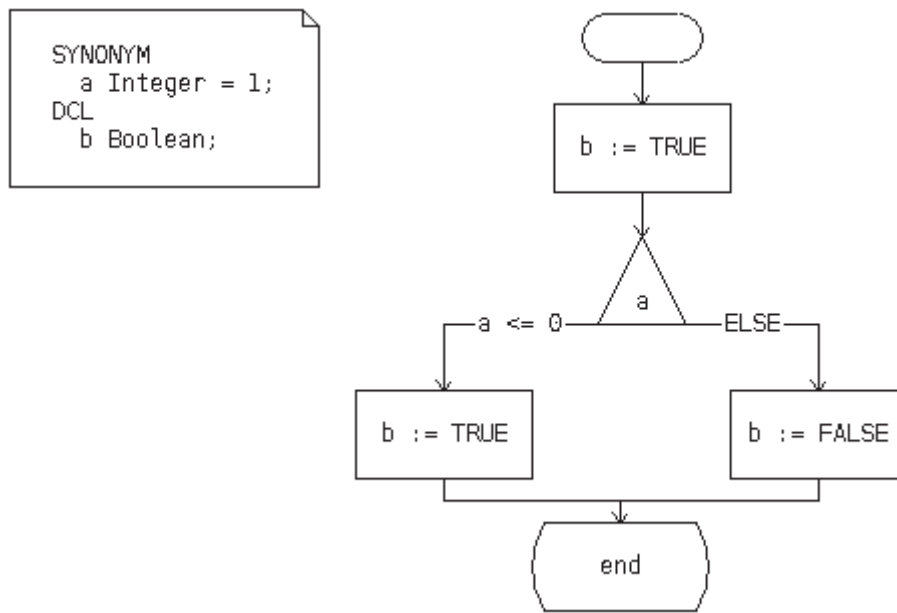 SYNONYM
a Integer = 1;
DCL
b Boolean;
b := TRUE
a
a <= 0
ELSE
b := TRUE
b := FALSE
end